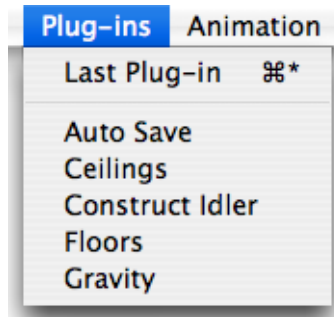 Plug-ins Animation
Last Plug-in ⌘*
Auto Save
Ceilings
Construct Idler
Floors
Gravity